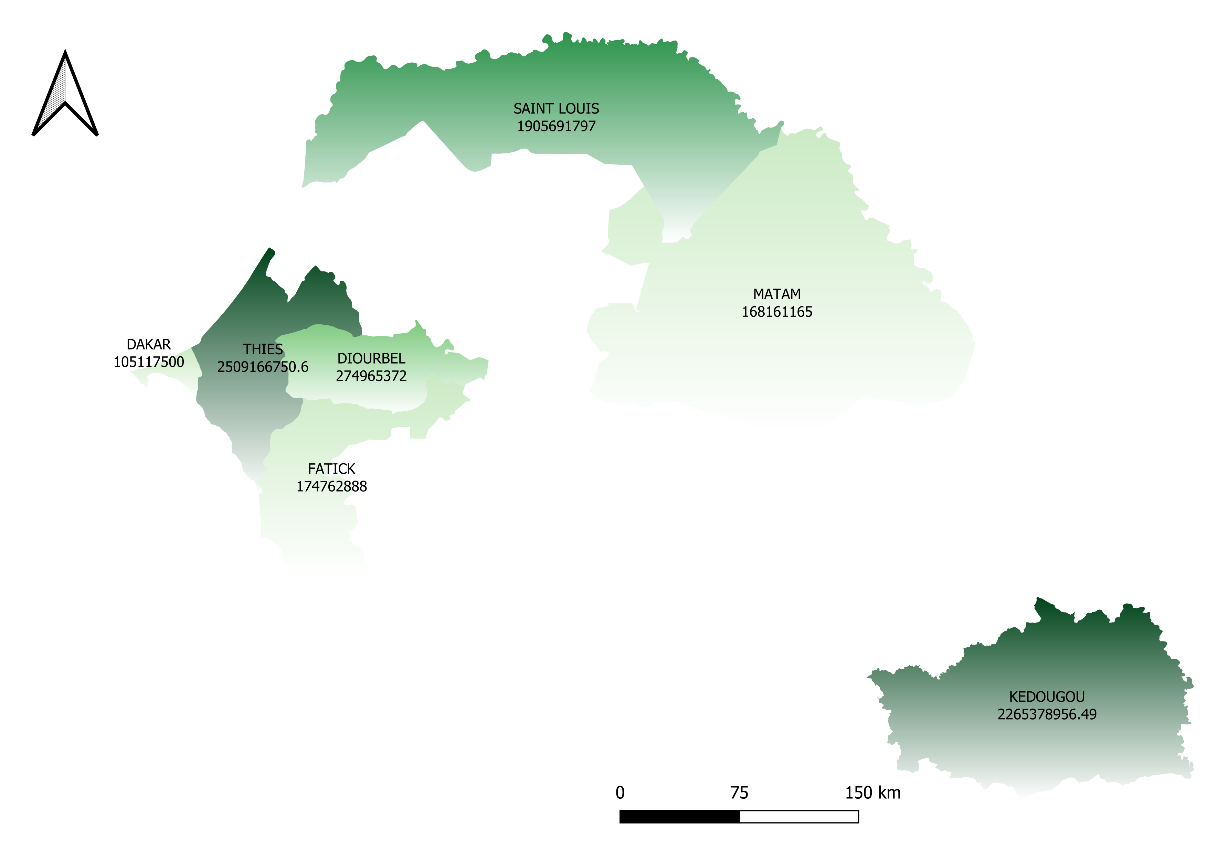 SAINT LOUIS
1905691797
MATAM
168161165
DAKAR
105117500
THIES
2509166750.6
DIOURBEL
274965372
FATICK
174762888
KEDOUGOU
2265378956.49
0 75 150 km